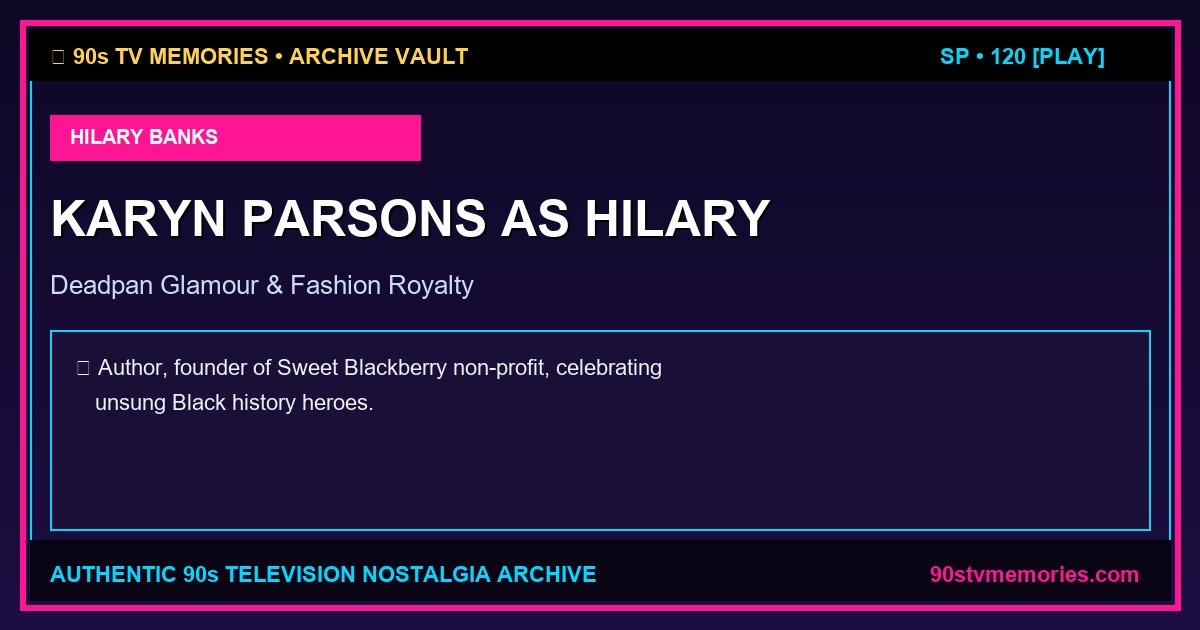 90s TV MEMORIES • ARCHIVE VAULT
SP • 120 [PLAY]
HILARY BANKS
KARYN PARSONS AS HILARY
Deadpan Glamour & Fashion Royalty
Author, founder of Sweet Blackberry non-profit, celebrating
unsung Black history heroes.
AUTHENTIC 90s TELEVISION NOSTALGIA ARCHIVE
90stvmemories.com